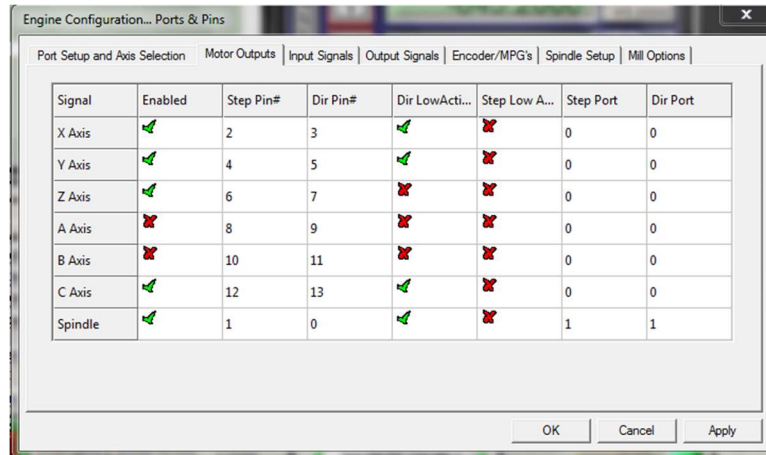 Engine Configuration... Ports & Pins
Port Setup and Axis Selection Motor Outputs Input Signals Output Signals Encoder/MPG's Spindle Setup Mill Options
Signal Enabled Step Pin# Dir Pin# Dir LowActi... Step Low A... Step Port Dir Port
X Axis 2 3 0 0
Y Axis 4 5 0 0
Z Axis 6 7 0 0
A Axis 8 9 0 0
B Axis 10 11 0 0
C Axis 12 13 0 0
Spindle 1 0 1 1
OK Cancel Apply